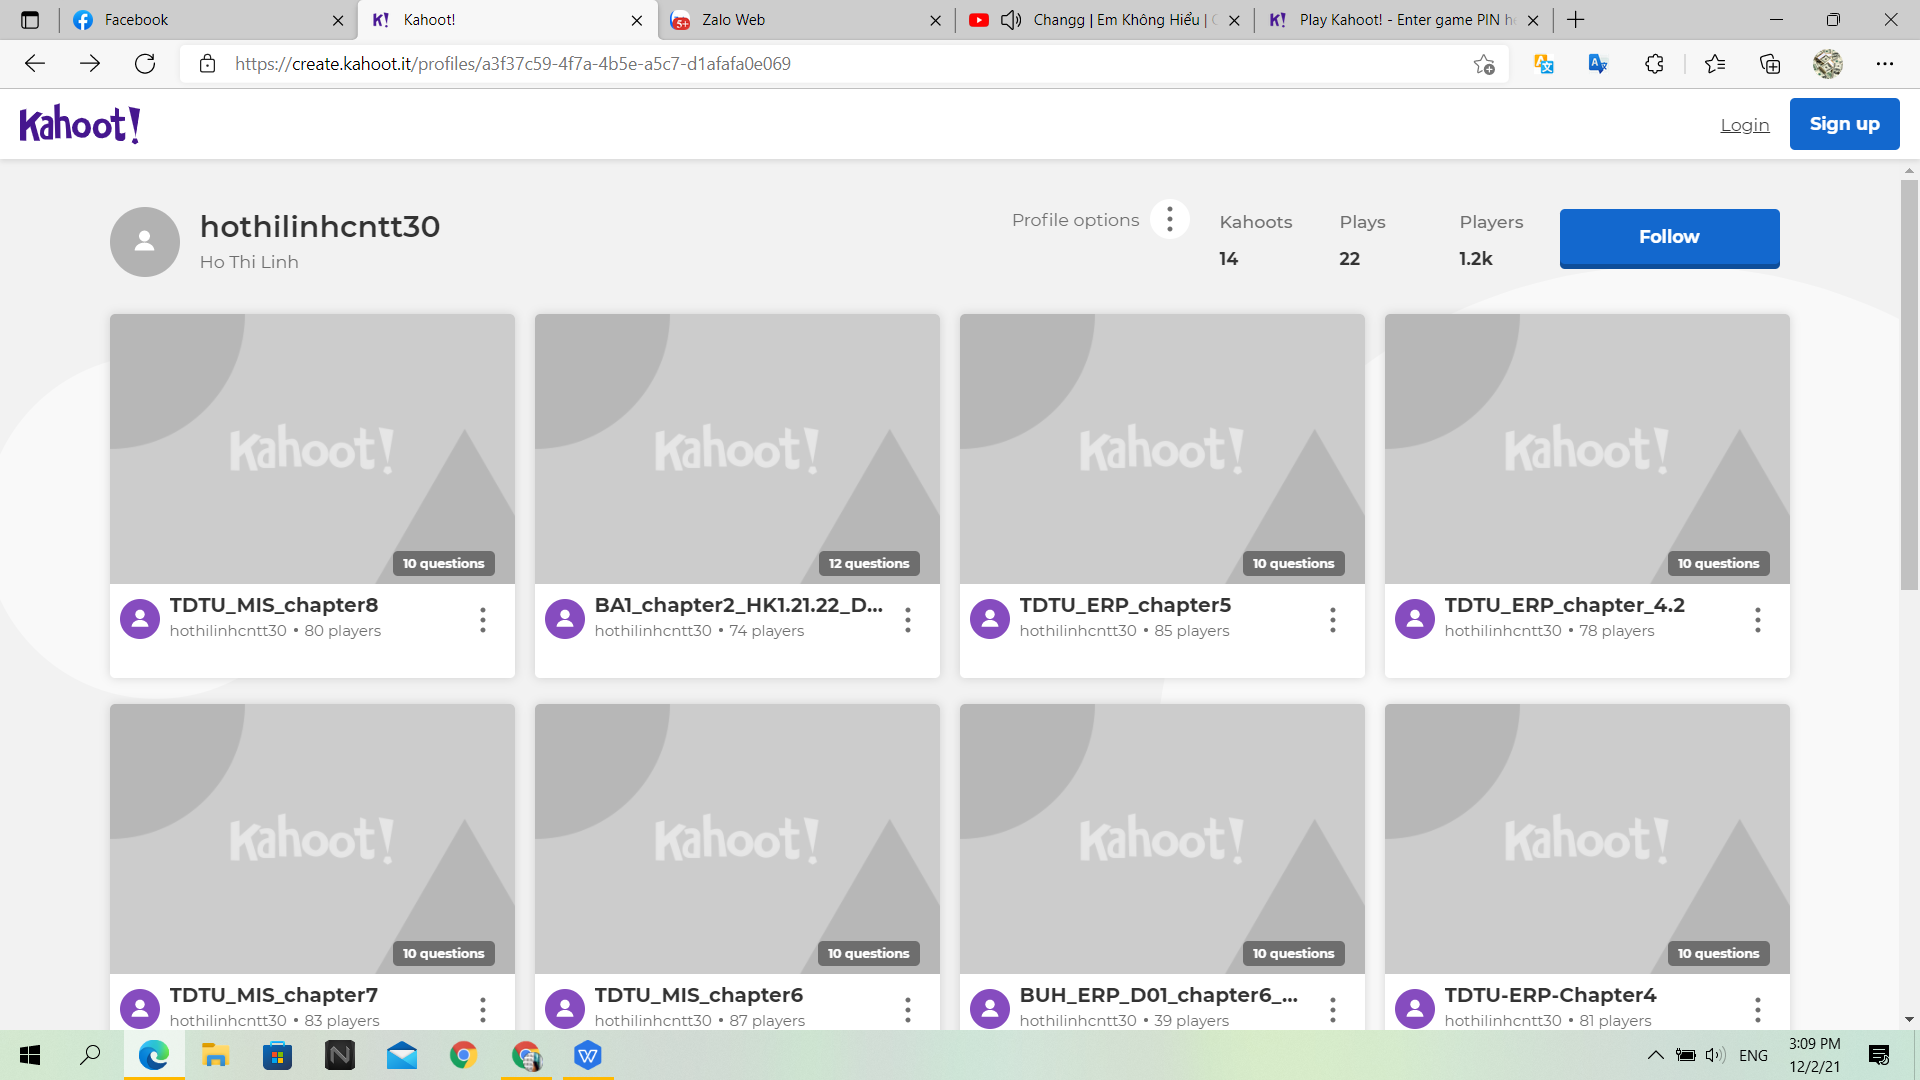 Facebook
Kahoot!
Zalo Web
Changg | Em Không Hiểu |
Play Kahoot! - Enter game PIN
https://create.kahoot.it/profiles/a3f37c59-4f7a-4b5e-a5c7-d1afafa0e069
Kahoot!
Login
Sign up
hothilinhcntt30
Ho Thi Linh
Profile options
Kahoots
14
Plays
22
Players
1.2k
Follow
Kahoot!
10 questions
TDTU_MIS_chapter8
hothilinhcntt30 • 80 players
Kahoot!
12 questions
BA1_chapter2_HK1.21.22_D...
hothilinhcntt30 • 74 players
Kahoot!
10 questions
TDTU_ERP_chapter5
hothilinhcntt30 • 85 players
Kahoot!
10 questions
TDTU_ERP_chapter_4.2
hothilinhcntt30 • 78 players
Kahoot!
10 questions
TDTU_MIS_chapter7
hothilinhcntt30 • 83 players
Kahoot!
10 questions
TDTU_MIS_chapter6
hothilinhcntt30 • 87 players
Kahoot!
10 questions
BUH_ERP_D01_chapter6_...
hothilinhcntt30 • 39 players
Kahoot!
10 questions
TDTU-ERP-Chapter4
hothilinhcntt30 • 81 players
ENG
3:09 PM
12/2/21